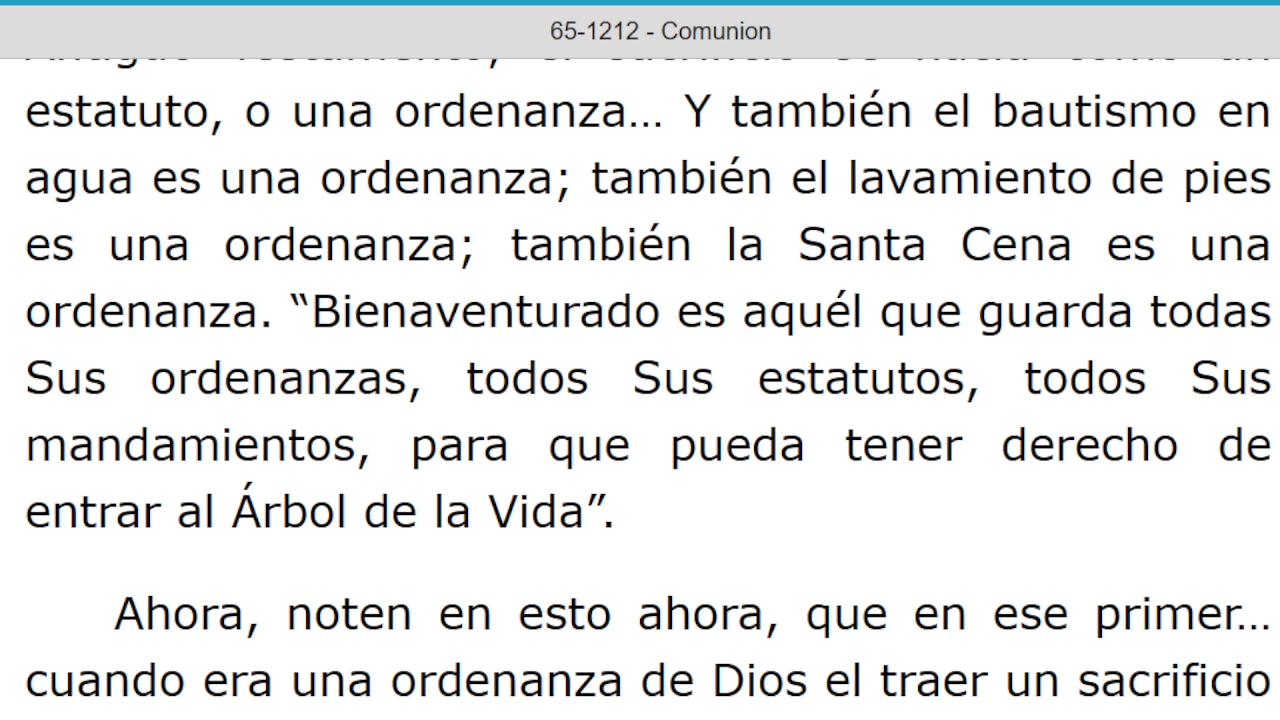 65-1212 - Comunion
estatuto, o una ordenanza... Y también el bautismo en
agua es una ordenanza; también el lavamiento de pies
es una ordenanza; también la Santa Cena es una
ordenanza. “Bienaventurado es aquél que guarda todas
Sus ordenanzas, todos Sus estatutos, todos Sus
mandamientos, para que pueda tener derecho de
entrar al Árbol de la Vida”.
Ahora, noten en esto ahora, que en ese primer...
cuando era una ordenanza de Dios el traer un sacrificio